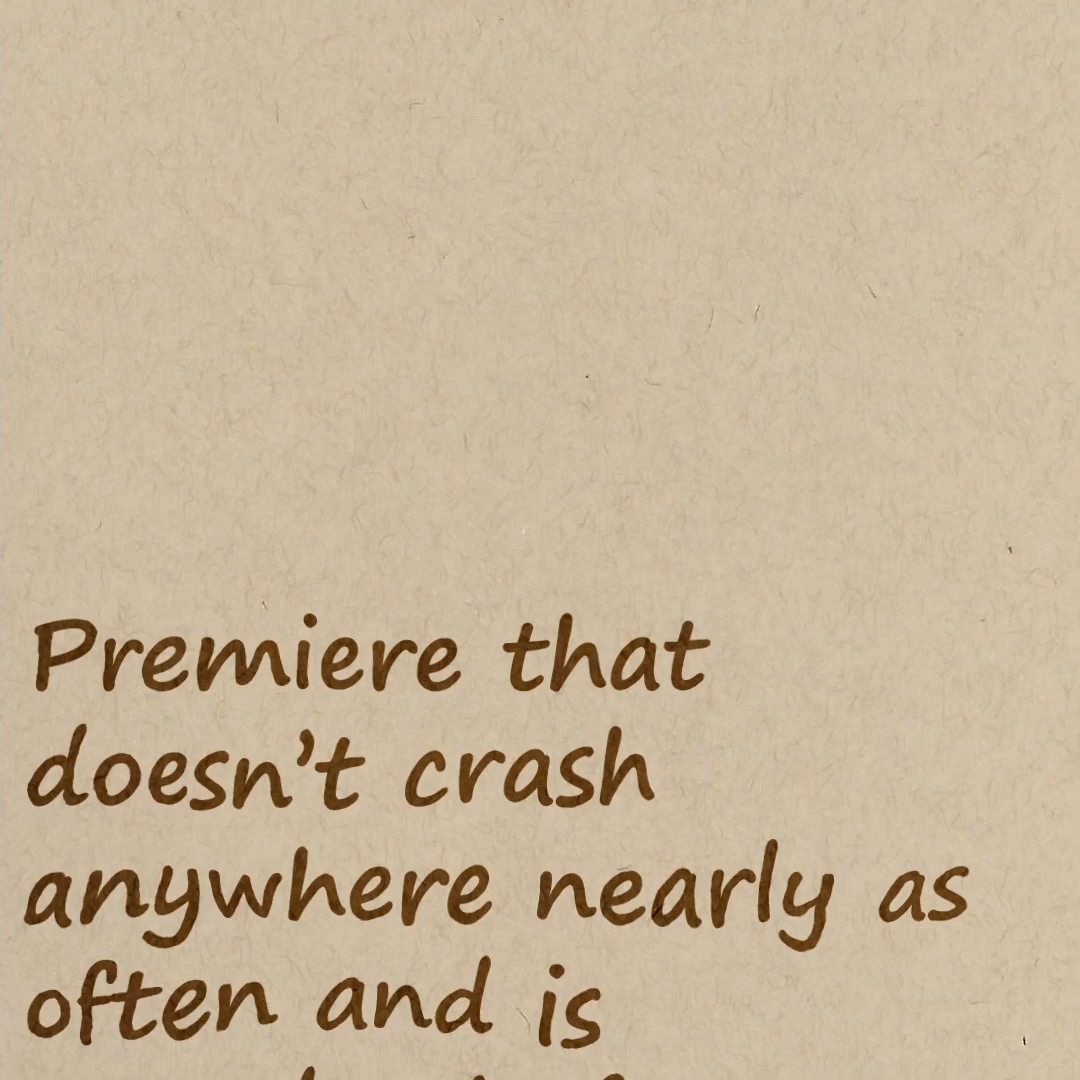 Premiere that
doesn’t crash
anywhere nearly as
often and is